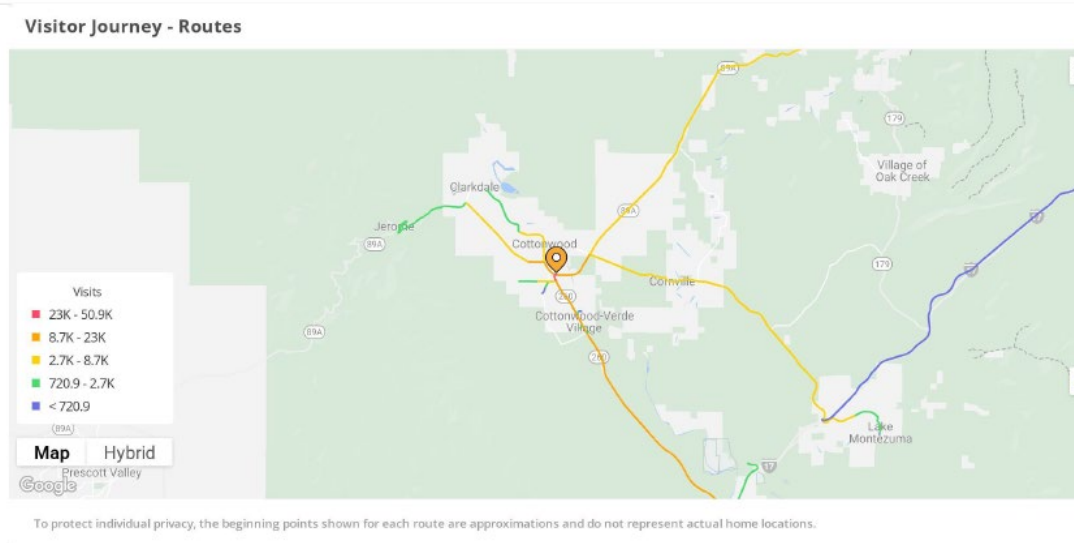 Visitor Journey - Routes
89A
179
Village of
Oak Creek
Clarkdale
89A
Jerome
89A
Cottonwood
17
179
17
Cornville
260
Cottonwood-Verde
Village
89A
260
Visits
23K - 50.9K
8.7K - 23K
2.7K - 8.7K
720.9 - 2.7K
< 720.9
89A
Lake
Montezuma
Map
Hybrid
17
Prescott Valley
Google
To protect individual privacy, the beginning points shown for each route are approximations and do not represent actual home locations.